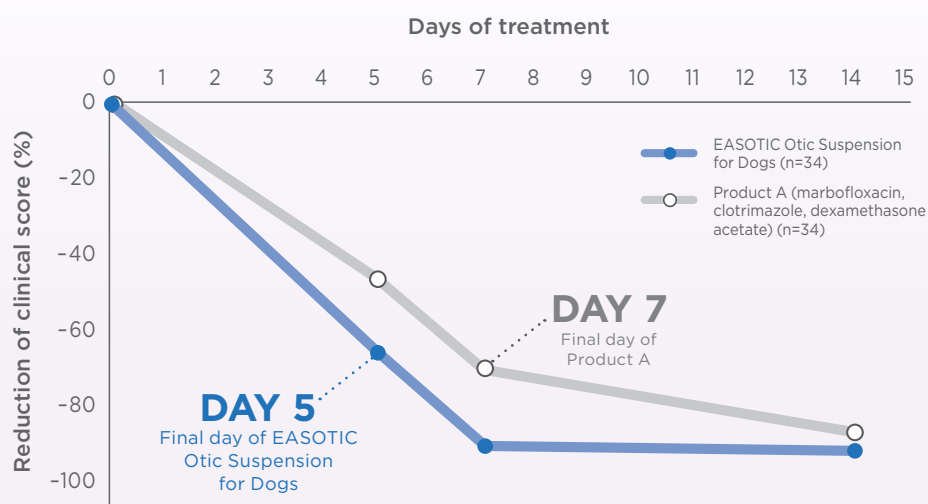 Days of treatment
0 1 2 3 4 5 6 7 8 9 10 11 12 13 14 15
0
−20
−40
−60
−80
−100
Reduction of clinical score (%)
EASOTIC Otic Suspension
for Dogs (n=34)
Product A (marbofloxacin,
clotrimazole, dexamethasone
acetate) (n=34)
DAY 7
Final day of
Product A
DAY 5
Final day of EASOTIC
Otic Suspension
for Dogs